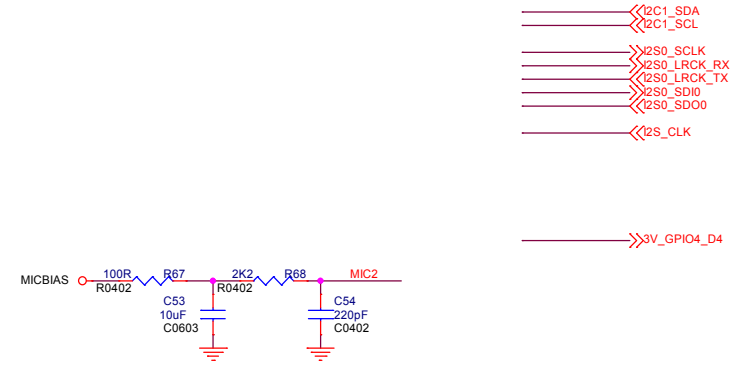 I2C1_SDA
I2C1_SCL
I2S0_SCLK
I2S0_LRCK_RX
I2S0_LRCK_TX
I2S0_SDI0
I2S0_SDO0
I2S_CLK
3V_GPIO4_D4
MICBIAS 100R R67 2K2 R68 MIC2
R0402 R0402
C53 C54
10uF 220pF
C0603 C0402